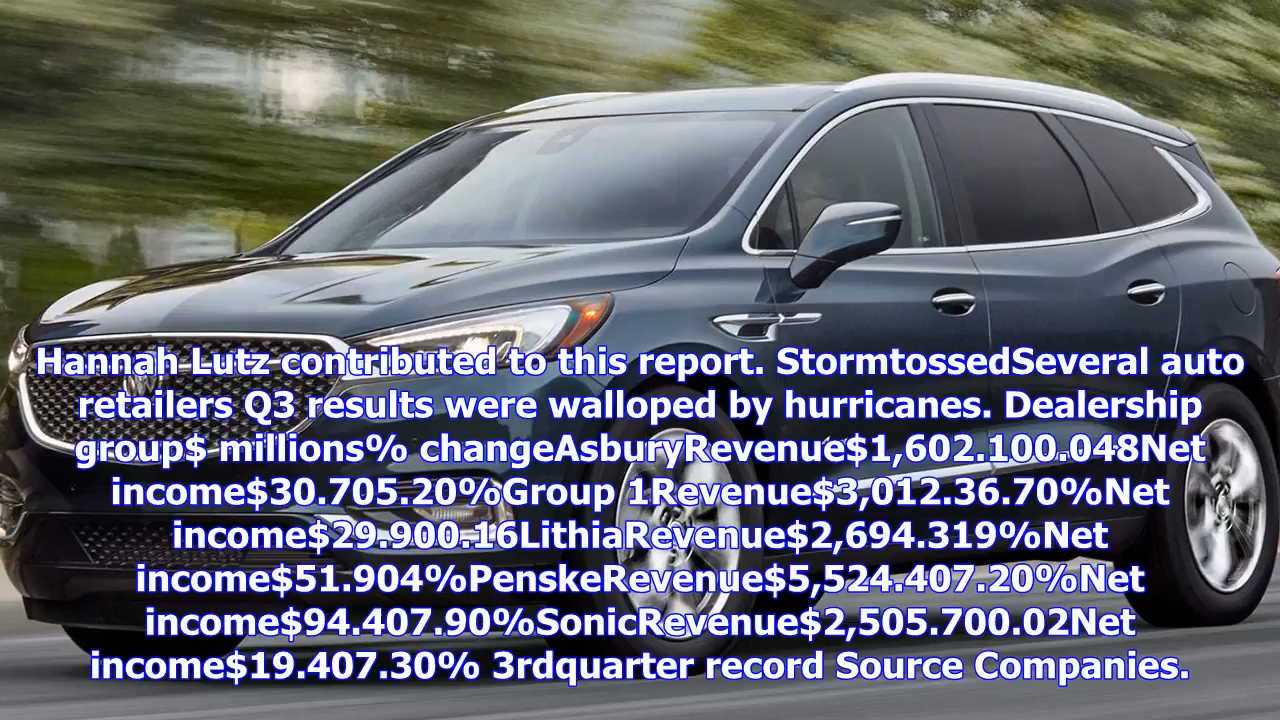 Hannah Lutz contributed to this report. StormtossedSeveral auto
retailers Q3 results were walloped by hurricanes. Dealership
group$ millions% changeAsburyRevenue$1,602.100.048Net
income$30.705.20%Group 1Revenue$3,012.36.70%Net
income$29.900.16LithiaRevenue$2,694.319%Net
income$51.904%PenskeRevenue$5,524.407.20%Net
income$94.407.90%SonicRevenue$2,505.700.02Net
income$19.407.30% 3rdquarter record Source Companies.